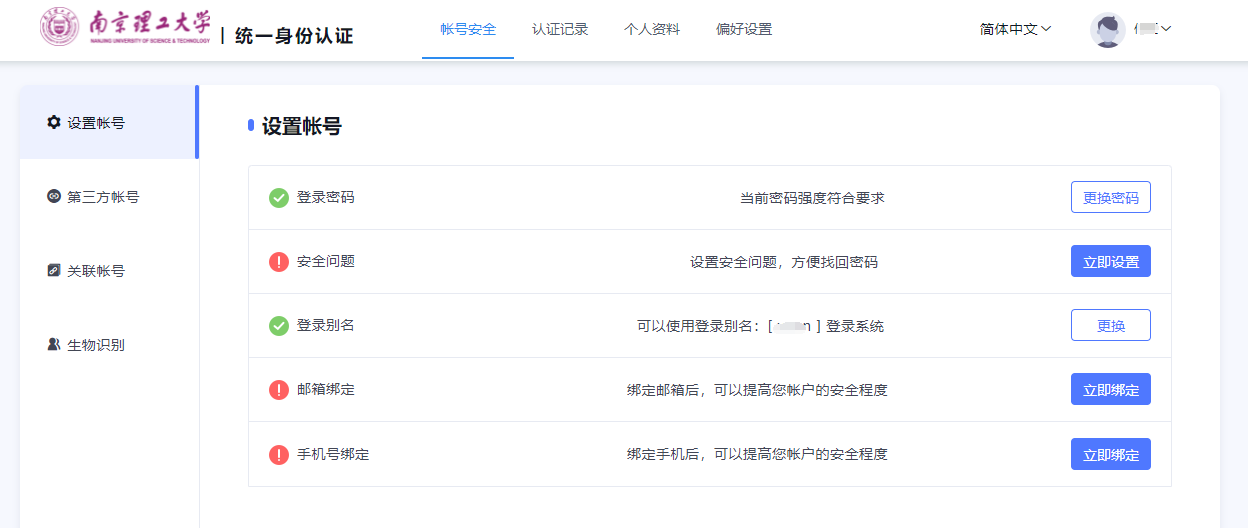 南京理工大学
NANJING UNIVERSITY OF SCIENCE & TECHNOLOGY
统一身份认证
帐号安全 认证记录 个人资料 偏好设置 简体中文
设置帐号
第三方帐号
关联帐号
生物识别
设置帐号
登录密码 当前密码强度符合要求 更换密码
安全问题 设置安全问题，方便找回密码 立即设置
登录别名 可以使用登录别名：[ ] 登录系统 更换
邮箱绑定 绑定邮箱后，可以提高您帐户的安全程度 立即绑定
手机号绑定 绑定手机后，可以提高您帐户的安全程度 立即绑定